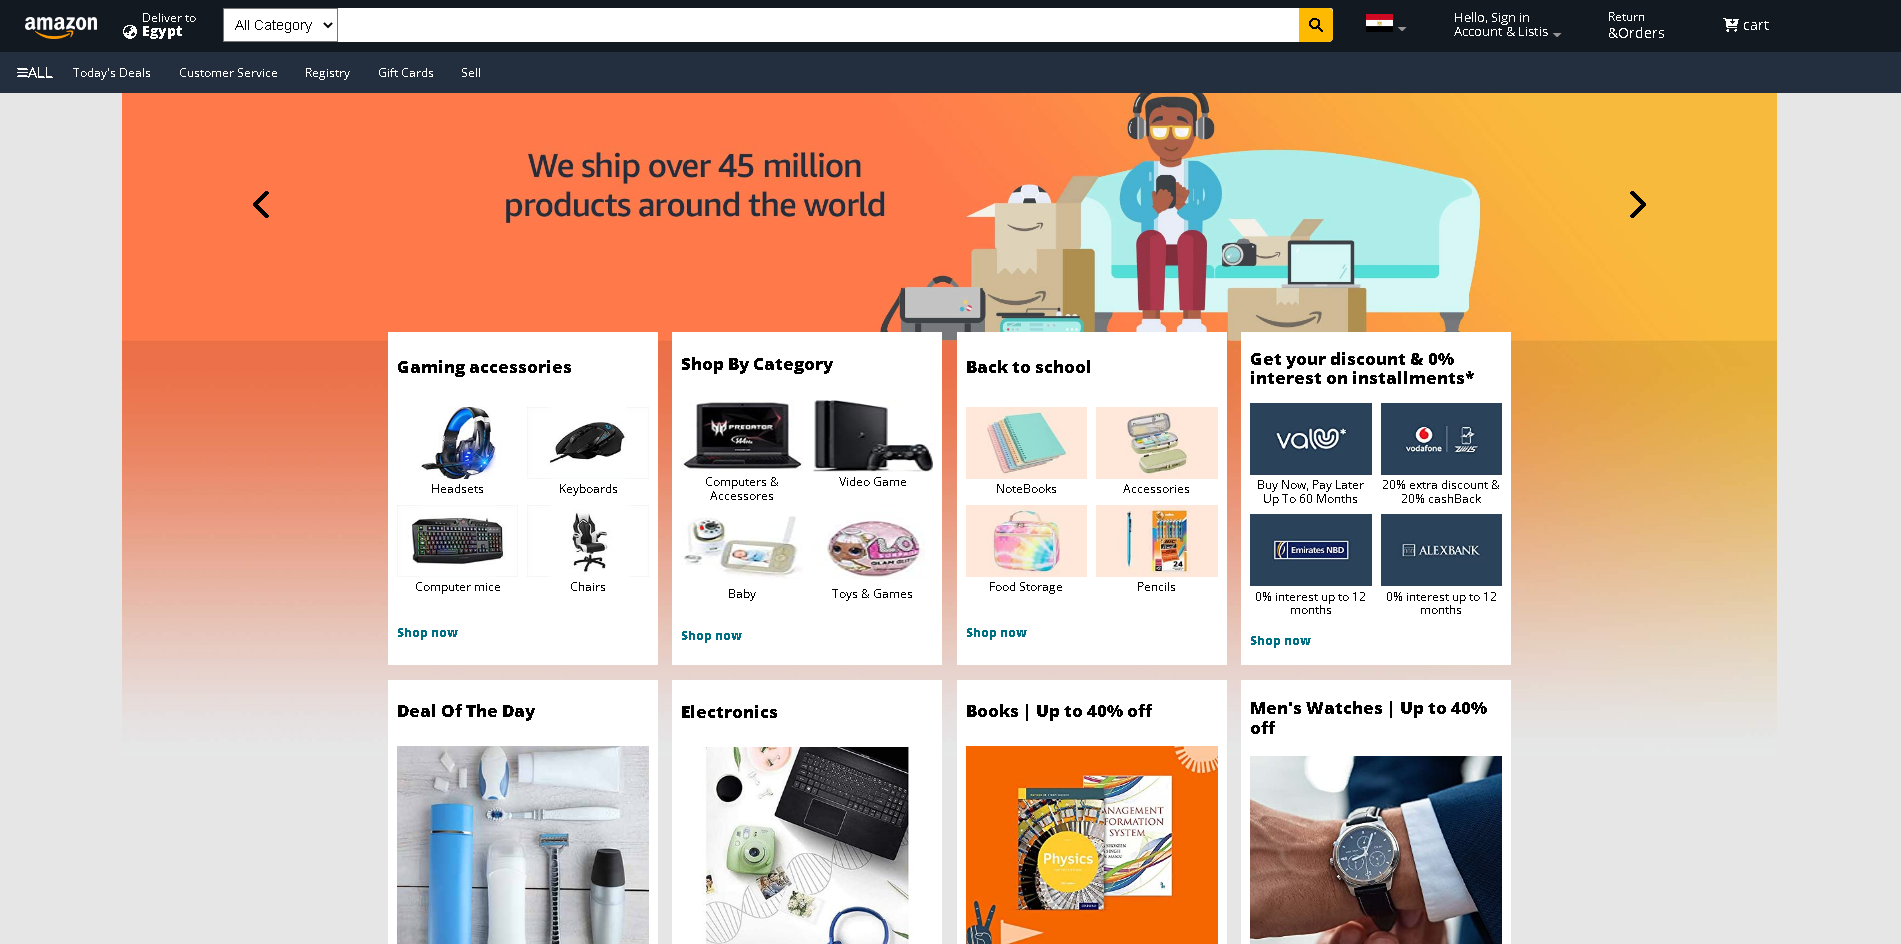 amazon
Deliver to
Egypt
All Category
Hello, Sign in
Account & Listis
Return
&Orders
cart
ALL
Today's Deals
Customer Service
Registry
Gift Cards
Sell
We ship over 45 million
products around the world
Gaming accessories
Headsets
Keyboards
Computer mice
Chairs
Shop now
Shop By Category
PREDATOR
Computers &
Accessores
Video Game
Baby
Toys & Games
Shop now
Back to school
NoteBooks
Accessories
24
Food Storage
Pencils
Shop now
Get your discount & 0%
interest on installments*
valU*
vodafone
Buy Now, Pay Later
Up To 60 Months
20% extra discount &
20% cashBack
Emirates NBD
ALEXBANK
0% interest up to 12
months
0% interest up to 12
months
Shop now
Deal Of The Day
Electronics
Books | Up to 40% off
Physics
ANAGEMENT
FORMATION
SYSTEM
Men's Watches | Up to 40%
off